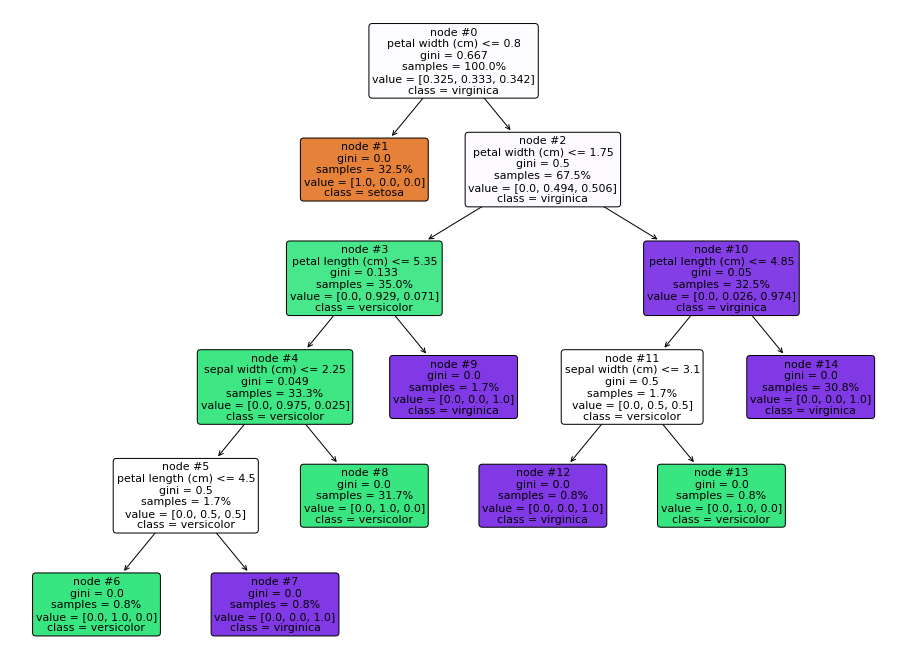 node #0
petal width (cm) <= 0.8
gini = 0.667
samples = 100.0%
value = [0.325, 0.333, 0.342]
class = virginica
node #1
gini = 0.0
samples = 32.5%
value = [1.0, 0.0, 0.0]
class = setosa
node #2
petal width (cm) <= 1.75
gini = 0.5
samples = 67.5%
value = [0.0, 0.494, 0.506]
class = virginica
node #3
petal length (cm) <= 5.35
gini = 0.133
samples = 35.0%
value = [0.0, 0.929, 0.071]
class = versicolor
node #10
petal length (cm) <= 4.85
gini = 0.05
samples = 32.5%
value = [0.0, 0.026, 0.974]
class = virginica
node #4
sepal width (cm) <= 2.25
gini = 0.049
samples = 33.3%
value = [0.0, 0.975, 0.025]
class = versicolor
node #9
gini = 0.0
samples = 1.7%
value = [0.0, 0.0, 1.0]
class = virginica
node #11
sepal width (cm) <= 3.1
gini = 0.5
samples = 1.7%
value = [0.0, 0.5, 0.5]
class = versicolor
node #14
gini = 0.0
samples = 30.8%
value = [0.0, 0.0, 1.0]
class = virginica
node #5
petal length (cm) <= 4.5
gini = 0.5
samples = 1.7%
value = [0.0, 0.5, 0.5]
class = versicolor
node #8
gini = 0.0
samples = 31.7%
value = [0.0, 1.0, 0.0]
class = versicolor
node #12
gini = 0.0
samples = 0.8%
value = [0.0, 0.0, 1.0]
class = virginica
node #13
gini = 0.0
samples = 0.8%
value = [0.0, 1.0, 0.0]
class = versicolor
node #6
gini = 0.0
samples = 0.8%
value = [0.0, 1.0, 0.0]
class = versicolor
node #7
gini = 0.0
samples = 0.8%
value = [0.0, 0.0, 1.0]
class = virginica